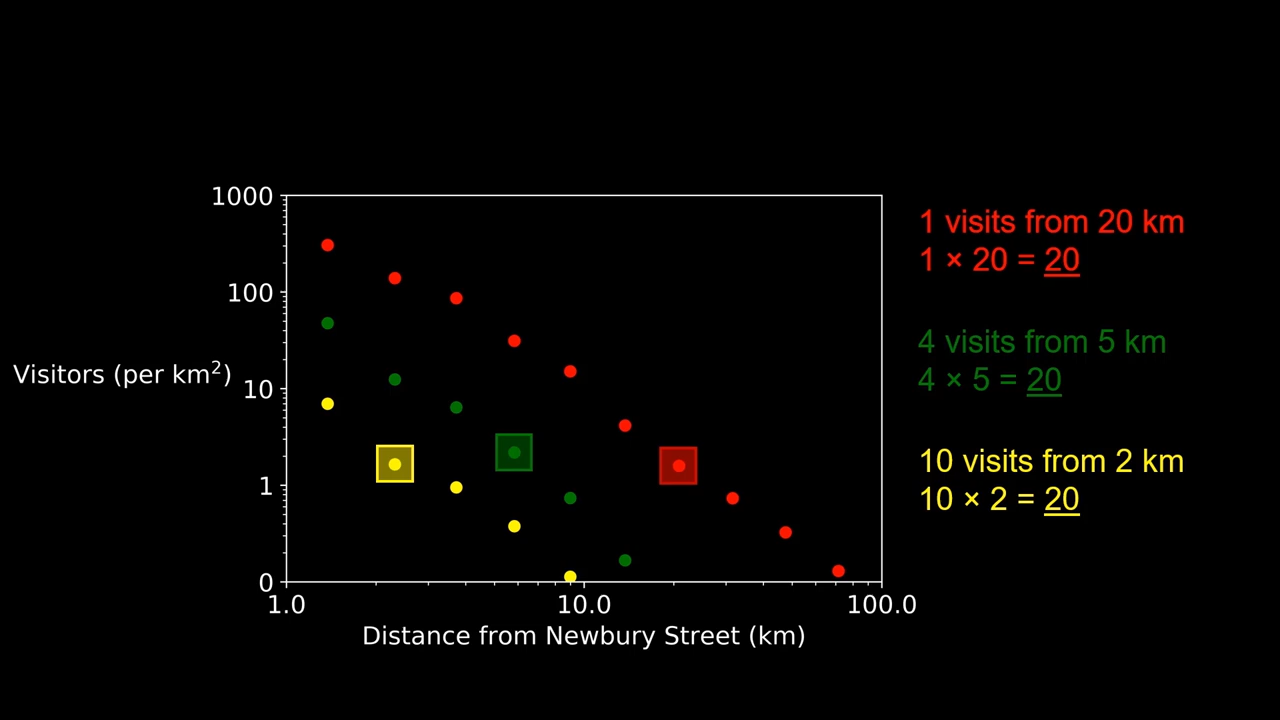 1000
100
10
1
0
Visitors (per km²)
1.0 10.0 100.0
Distance from Newbury Street (km)
1 visits from 20 km
1 × 20 = 20
4 visits from 5 km
4 × 5 = 20
10 visits from 2 km
10 × 2 = 20